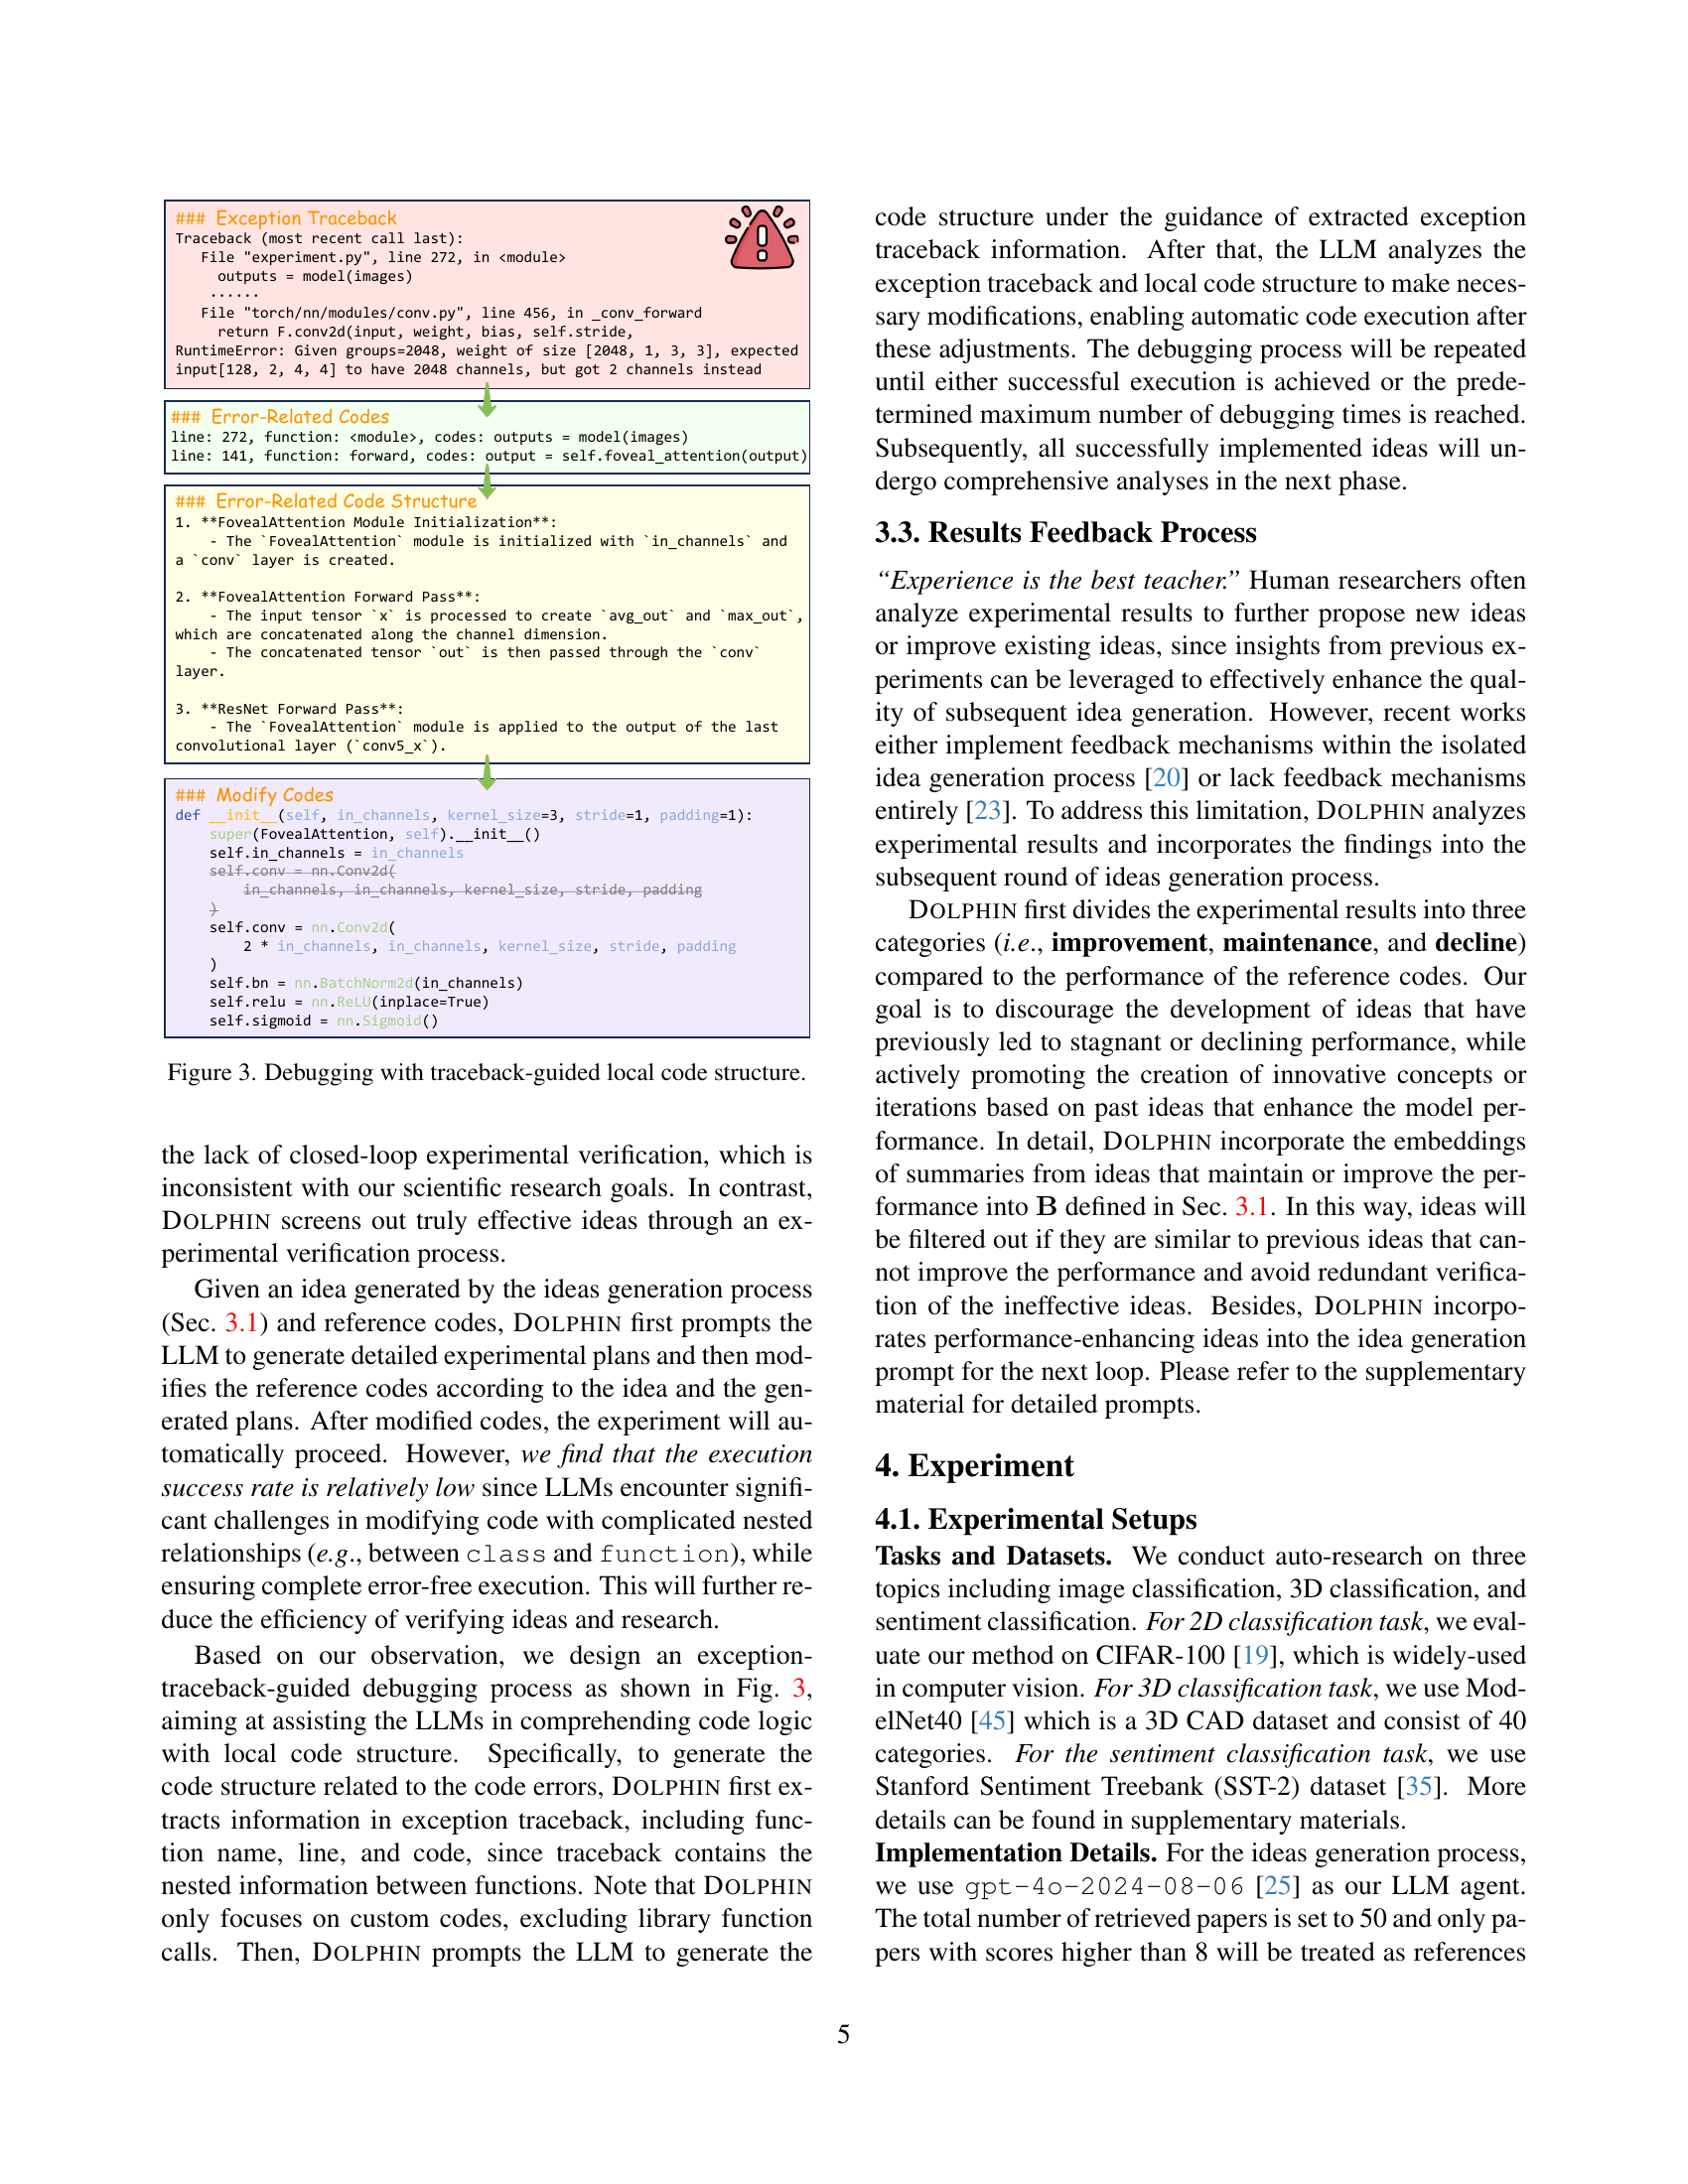 ### Exception Traceback
Traceback (most recent call last):
File "experiment.py", line 272, in <module>
outputs = model(images)
......
File "torch/nn/modules/conv.py", line 456, in _conv_forward
return F.conv2d(input, weight, bias, self.stride,
RuntimeError: Given groups=2048, weight of size [2048, 1, 3, 3], expected
input[128, 2, 4, 4] to have 2048 channels, but got 2 channels instead
### Error-Related Codes
line: 272, function: <module>, codes: outputs = model(images)
line: 141, function: forward, codes: output = self.foveal_attention(output)
### Error-Related Code Structure
1. **FovealAttention Module Initialization**:
- The `FovealAttention` module is initialized with `in_channels` and
a `conv` layer is created.
2. **FovealAttention Forward Pass**:
- The input tensor `x` is processed to create `avg_out` and `max_out`,
which are concatenated along the channel dimension.
- The concatenated tensor `out` is then passed through the `conv`
layer.
3. **ResNet Forward Pass**:
- The `FovealAttention` module is applied to the output of the last
convolutional layer (`conv5_x`).
### Modify Codes
def __init__(self, in_channels, kernel_size=3, stride=1, padding=1):
super(FovealAttention, self).__init__()
self.in_channels = in_channels
self.conv = nn.Conv2d(
in_channels, in_channels, kernel_size, stride, padding
)
self.conv = nn.Conv2d(
2 * in_channels, in_channels, kernel_size, stride, padding
)
self.bn = nn.BatchNorm2d(in_channels)
self.relu = nn.ReLU(inplace=True)
self.sigmoid = nn.Sigmoid()
Figure 3. Debugging with traceback-guided local code structure.
the lack of closed-loop experimental verification, which is
inconsistent with our scientific research goals. In contrast,
DOLPHIN screens out truly effective ideas through an ex-
perimental verification process.
Given an idea generated by the ideas generation process
(Sec. 3.1) and reference codes, DOLPHIN first prompts the
LLM to generate detailed experimental plans and then mod-
ifies the reference codes according to the idea and the gen-
erated plans. After modified codes, the experiment will au-
tomatically proceed. However, we find that the execution
success rate is relatively low since LLMs encounter signifi-
cant challenges in modifying code with complicated nested
relationships (e.g., between class and function), while
ensuring complete error-free execution. This will further re-
duce the efficiency of verifying ideas and research.
Based on our observation, we design an exception-
traceback-guided debugging process as shown in Fig. 3,
aiming at assisting the LLMs in comprehending code logic
with local code structure. Specifically, to generate the
code structure related to the code errors, DOLPHIN first ex-
tracts information in exception traceback, including func-
tion name, line, and code, since traceback contains the
nested information between functions. Note that DOLPHIN
only focuses on custom codes, excluding library function
calls. Then, DOLPHIN prompts the LLM to generate the
code structure under the guidance of extracted exception
traceback information. After that, the LLM analyzes the
exception traceback and local code structure to make neces-
sary modifications, enabling automatic code execution after
these adjustments. The debugging process will be repeated
until either successful execution is achieved or the prede-
termined maximum number of debugging times is reached.
Subsequently, all successfully implemented ideas will un-
dergo comprehensive analyses in the next phase.
3.3. Results Feedback Process
“Experience is the best teacher.” Human researchers often
analyze experimental results to further propose new ideas
or improve existing ideas, since insights from previous ex-
periments can be leveraged to effectively enhance the qual-
ity of subsequent idea generation. However, recent works
either implement feedback mechanisms within the isolated
idea generation process [20] or lack feedback mechanisms
entirely [23]. To address this limitation, DOLPHIN analyzes
experimental results and incorporates the findings into the
subsequent round of ideas generation process.
DOLPHIN first divides the experimental results into three
categories (i.e., improvement, maintenance, and decline)
compared to the performance of the reference codes. Our
goal is to discourage the development of ideas that have
previously led to stagnant or declining performance, while
actively promoting the creation of innovative concepts or
iterations based on past ideas that enhance the model per-
formance. In detail, DOLPHIN incorporate the embeddings
of summaries from ideas that maintain or improve the per-
formance into B defined in Sec. 3.1. In this way, ideas will
be filtered out if they are similar to previous ideas that can-
not improve the performance and avoid redundant verifica-
tion of the ineffective ideas. Besides, DOLPHIN incorpo-
rates performance-enhancing ideas into the idea generation
prompt for the next loop. Please refer to the supplementary
material for detailed prompts.
4. Experiment
4.1. Experimental Setups
Tasks and Datasets. We conduct auto-research on three
topics including image classification, 3D classification, and
sentiment classification. For 2D classification task, we eval-
uate our method on CIFAR-100 [19], which is widely-used
in computer vision. For 3D classification task, we use Mod-
elNet40 [45] which is a 3D CAD dataset and consist of 40
categories. For the sentiment classification task, we use
Stanford Sentiment Treebank (SST-2) dataset [35]. More
details can be found in supplementary materials.
Implementation Details. For the ideas generation process,
we use gpt-4o-2024-08-06 [25] as our LLM agent.
The total number of retrieved papers is set to 50 and only pa-
pers with scores higher than 8 will be treated as references
5